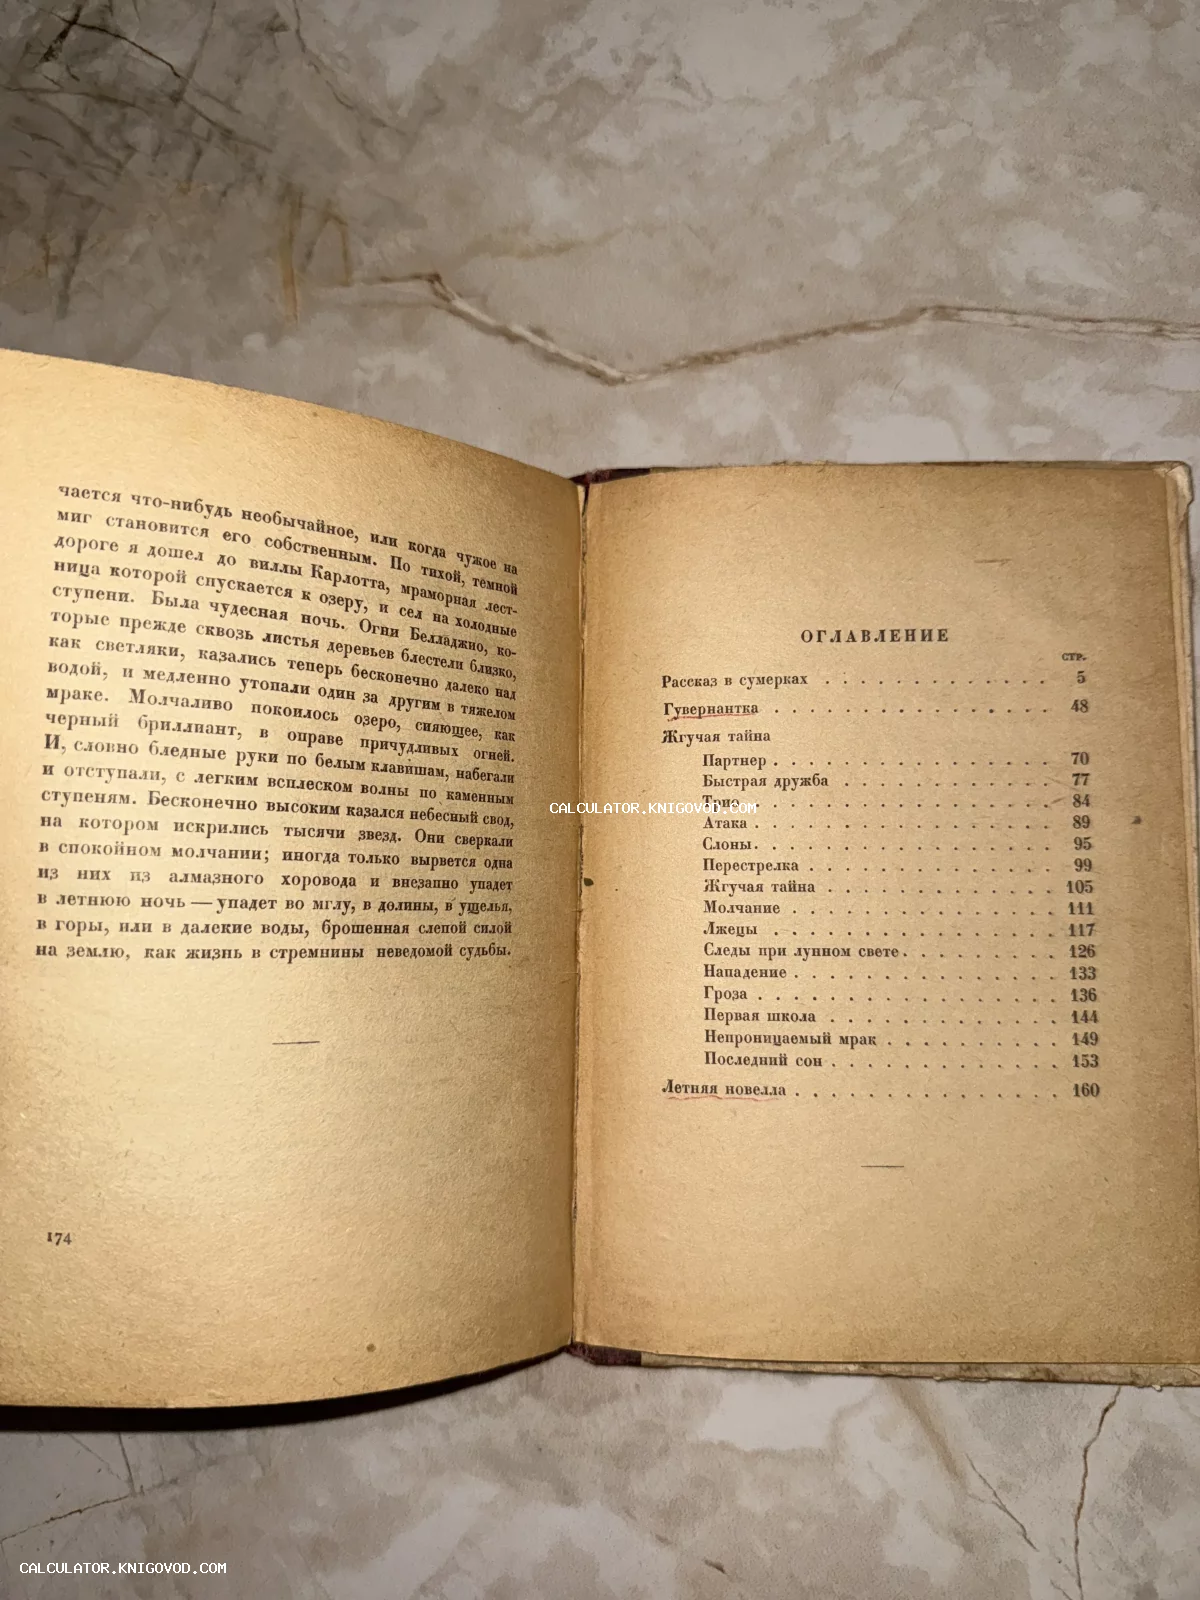 чается что-нибудь необычайное, или когда чужое на
миг становится его собственным. По тихой, темной
дороге я дошел до виллы Карлотта, мраморная лест-
ница которой спускается к озеру, и сел на холодные
ступени. Была чудесная ночь. Огни Белладжио, ко-
торые прежде сквозь листья деревьев блестели близко,
как светляки, казались теперь бесконечно далеко над
водой, и медленно утопали один за другим в тяжелом
мраке. Молчаливо покоилось озеро, сияющее, как
черный бриллиант, в оправе причудливых огней.
И, словно бледные руки по белым клавишам, набегали
и отступали, с легким всплеском волны по каменным
ступеням. Бесконечно высоким казался небесный свод,
на котором искрились тысячи звезд. Они сверкали
в спокойном молчании; иногда только вырвется одна
из них из алмазного хоровода и внезапно упадет
в летнюю ночь — упадет во мглу, в долины, в ущелья,
в горы, или в далекие воды, брошенная слепой силой
на землю, как жизнь в стремнины неведомой судьбы.
174
ОГЛАВЛЕНИЕ
СТР.
Рассказ в сумерках . . . . . . . . . . . . . 5
Гувернантка . . . . . . . . . . . . . . . . 48
Жгучая тайна
Партнер . . . . . . . . . . . . . . . . 70
Быстрая дружба . . . . . . . . . . . . 77
Трио . . . . . . . . . . . . . . . . . 84
Атака . . . . . . . . . . . . . . . . . 89
Слоны . . . . . . . . . . . . . . . . . 95
Перестрелка . . . . . . . . . . . . . . 99
Жгучая тайна . . . . . . . . . . . . . 105
Молчание . . . . . . . . . . . . . . . 111
Лжецы . . . . . . . . . . . . . . . . 117
Следы при лунном свете . . . . . . . . . 126
Нападение . . . . . . . . . . . . . . . 133
Гроза . . . . . . . . . . . . . . . . . 136
Первая школа . . . . . . . . . . . . . 144
Непроницаемый мрак . . . . . . . . . . 149
Последний сон . . . . . . . . . . . . . 153
Летняя новелла . . . . . . . . . . . . . . . 160
CALCULATOR.KNIGOVOD.COM
CALCULATOR.KNIGOVOD.COM